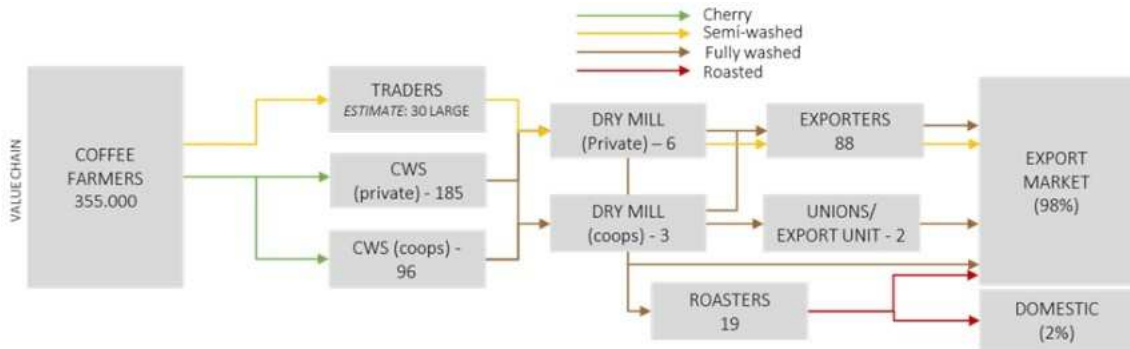 Cherry
Semi-washed
Fully washed
Roasted
VALUE CHAIN
COFFEE
FARMERS
355.000
TRADERS
ESTIMATE: 30 LARGE
CWS
(private) - 185
CWS (coops) -
96
DRY MILL
(Private) – 6
DRY MILL
(coops) - 3
EXPORTERS
88
UNIONS/
EXPORT UNIT - 2
ROASTERS
19
EXPORT
MARKET
(98%)
DOMESTIC
(2%)